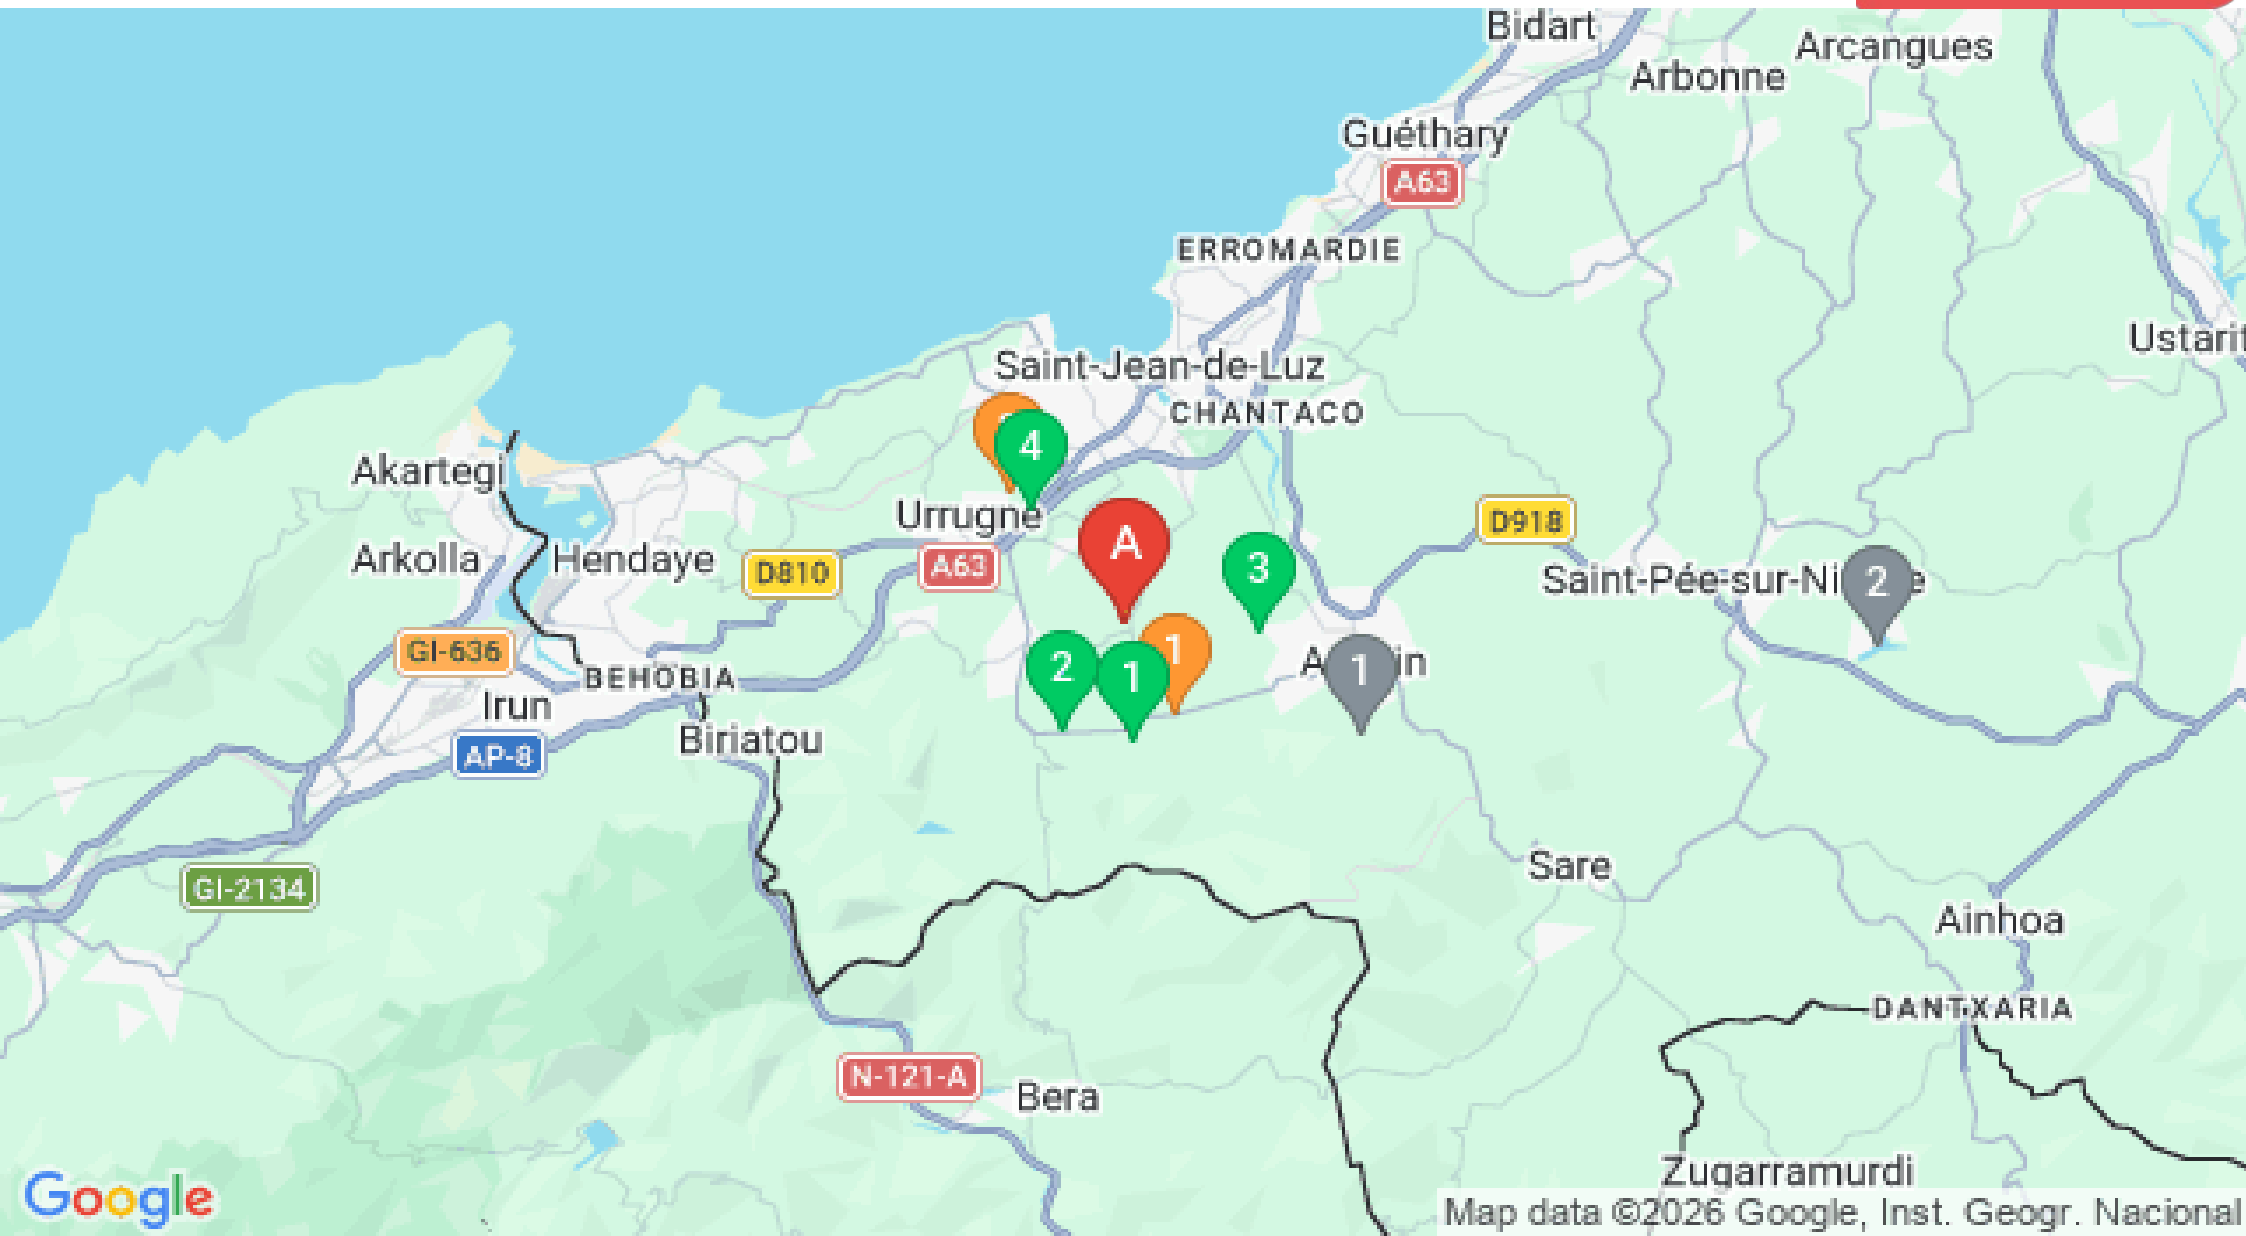 Bidart
Arcangues
Arbonne
Guéthary
A63
ERROMARDIE
Ustarit
Saint-Jean-de-Luz
CHANTACO
4
Akartegi
Urrugne
D918
A
Arkolla
Hendaye
D810
A63
3
Saint-Pée-sur-Ni
e
2
GI-636
BEHOBIA
2
1
1
A
in
1
Irun
Biriatou
AP-8
Sare
GI-2134
Ainhoa
DANTXARIA
N-121-A
Bera
Zugarramurdi
Google
Map data ©2026 Google, Inst. Geogr. Nacional